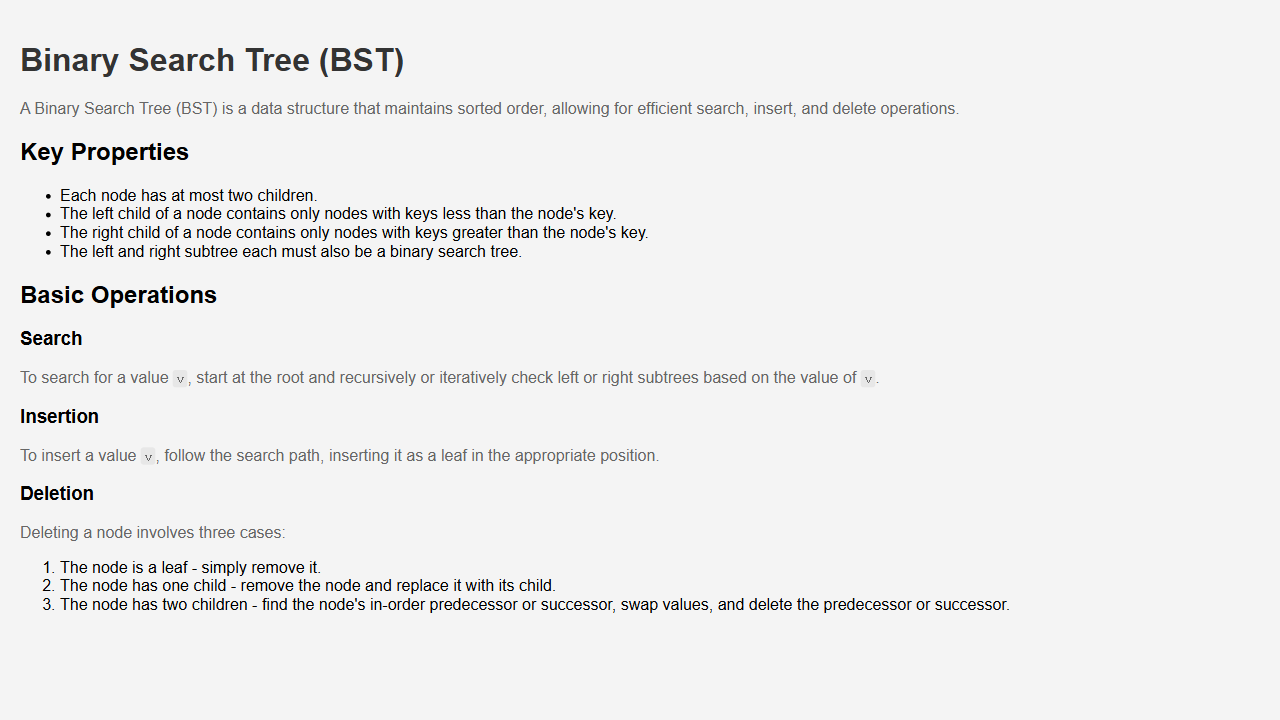 Binary Search Tree (BST)
A Binary Search Tree (BST) is a data structure that maintains sorted order, allowing for efficient search, insert, and delete operations.
Key Properties
• Each node has at most two children.
• The left child of a node contains only nodes with keys less than the node's key.
• The right child of a node contains only nodes with keys greater than the node's key.
• The left and right subtree each must also be a binary search tree.
Basic Operations
Search
To search for a value v, start at the root and recursively or iteratively check left or right subtrees based on the value of v.
Insertion
To insert a value v, follow the search path, inserting it as a leaf in the appropriate position.
Deletion
Deleting a node involves three cases:
1. The node is a leaf - simply remove it.
2. The node has one child - remove the node and replace it with its child.
3. The node has two children - find the node's in-order predecessor or successor, swap values, and delete the predecessor or successor.